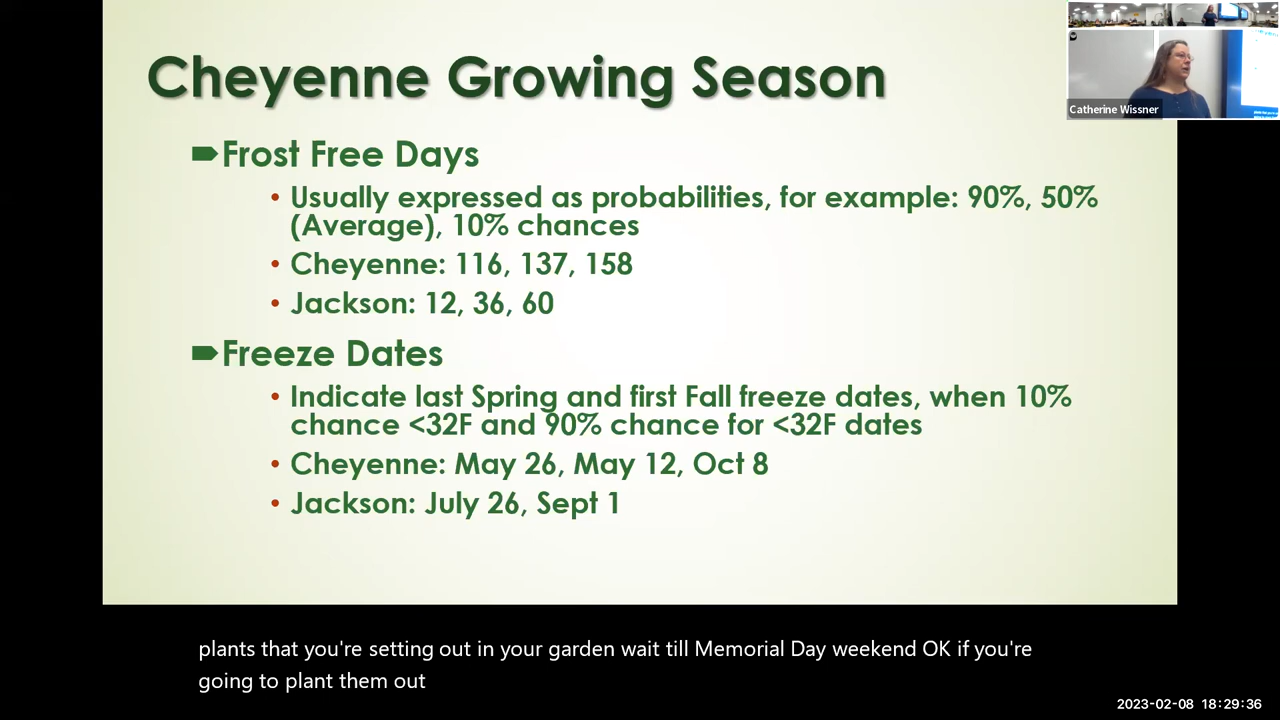 Cheyenne Growing Season
Catherine Wissner
Frost Free Days
• Usually expressed as probabilities, for example: 90%, 50%
(Average), 10% chances
• Cheyenne: 116, 137, 158
• Jackson: 12, 36, 60
Freeze Dates
• Indicate last Spring and first Fall freeze dates, when 10%
chance <32F and 90% chance for <32F dates
• Cheyenne: May 26, May 12, Oct 8
• Jackson: July 26, Sept 1
plants that you're setting out in your garden wait till Memorial Day weekend OK if you're
going to plant them out
2023-02-08 18:29:36